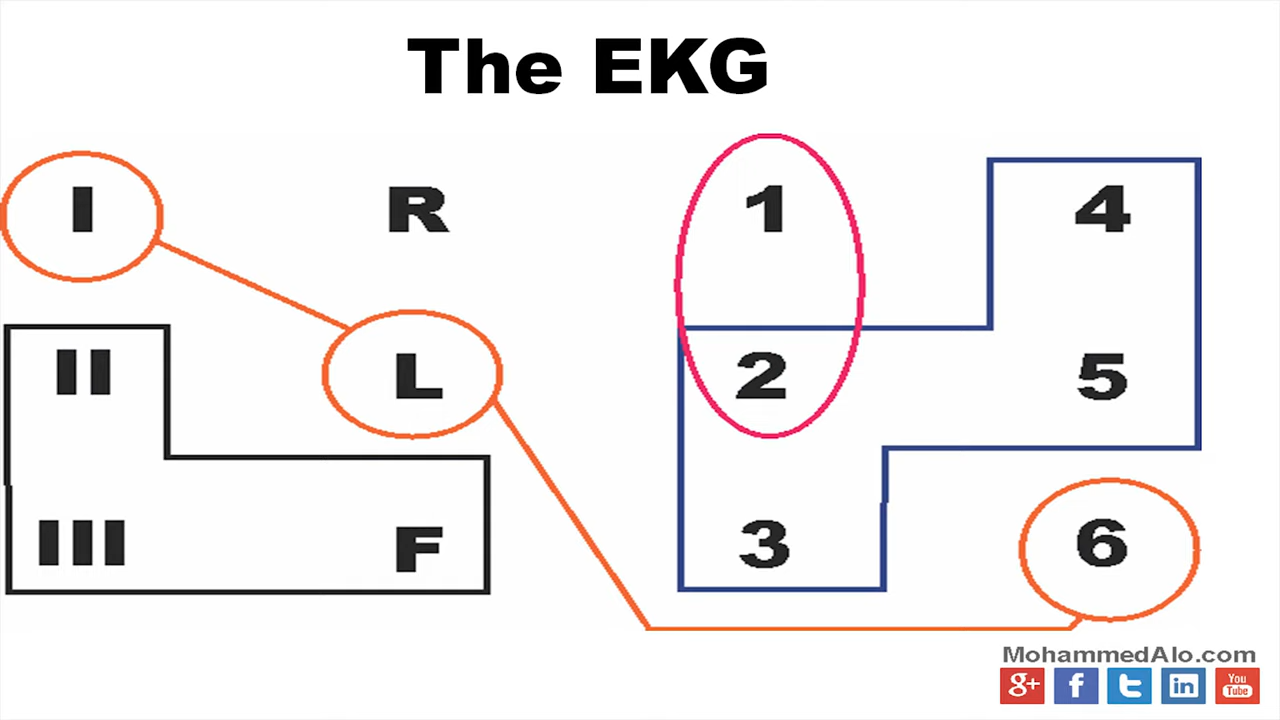 The EKG
I R 1 4
II L 2 5
III F 3 6
MohammedAlo.com
g+ f in You Tube